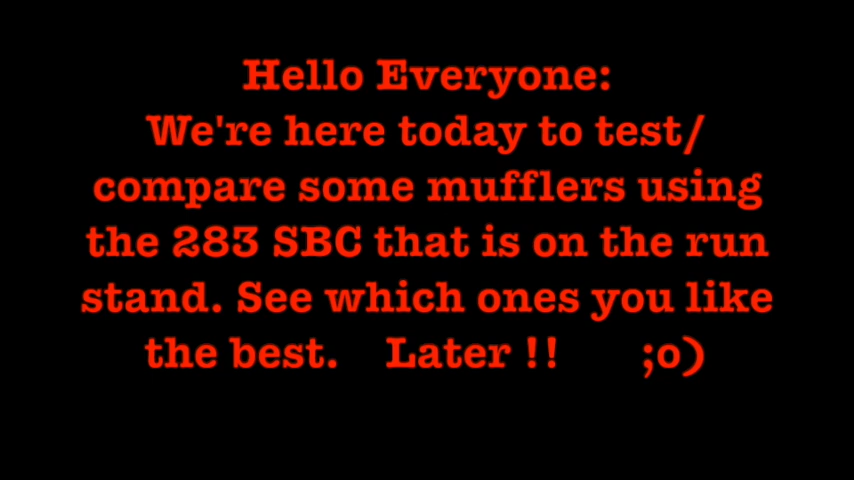 Hello Everyone:
We're here today to test/
compare some mufflers using
the 283 SBC that is on the run
stand. See which ones you like
the best. Later !! ;o)